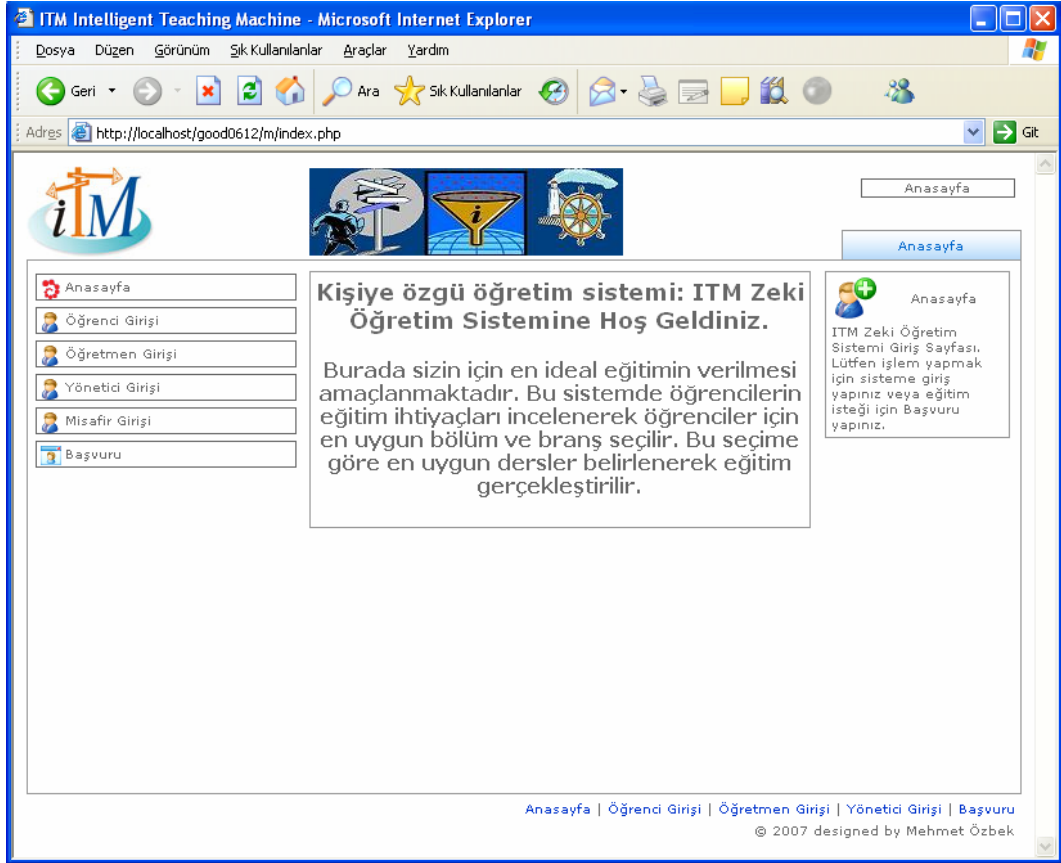 ITM Intelligent Teaching Machine - Microsoft Internet Explorer
Dosya Düzen Görünüm Sık Kullanılanlar Araçlar Yardım
Geri Ara Sık Kullanılanlar
Adres http://localhost/good0612/m/index.php Git
iTM
i
Anasayfa
Anasayfa
Anasayfa
Öğrenci Girişi
Öğretmen Girişi
Yönetici Girişi
Misafir Girişi
3 Başvuru
Kişiye özgü öğretim sistemi: ITM Zeki
Öğretim Sistemine Hoş Geldiniz.
Burada sizin için en ideal eğitimin verilmesi
amaçlanmaktadır. Bu sistemde öğrencilerin
eğitim ihtiyaçları incelenerek öğrenciler için
en uygun bölüm ve branş seçilir. Bu seçime
göre en uygun dersler belirlenerek eğitim
gerçekleştirilir.
Anasayfa
ITM Zeki Öğretim
Sistemi Giriş Sayfası.
Lütfen işlem yapmak
için sisteme giriş
yapınız veya eğitim
isteği için Başvuru
yapınız.
Anasayfa | Öğrenci Girişi | Öğretmen Girişi | Yönetici Girişi | Başvuru
© 2007 designed by Mehmet Özbek